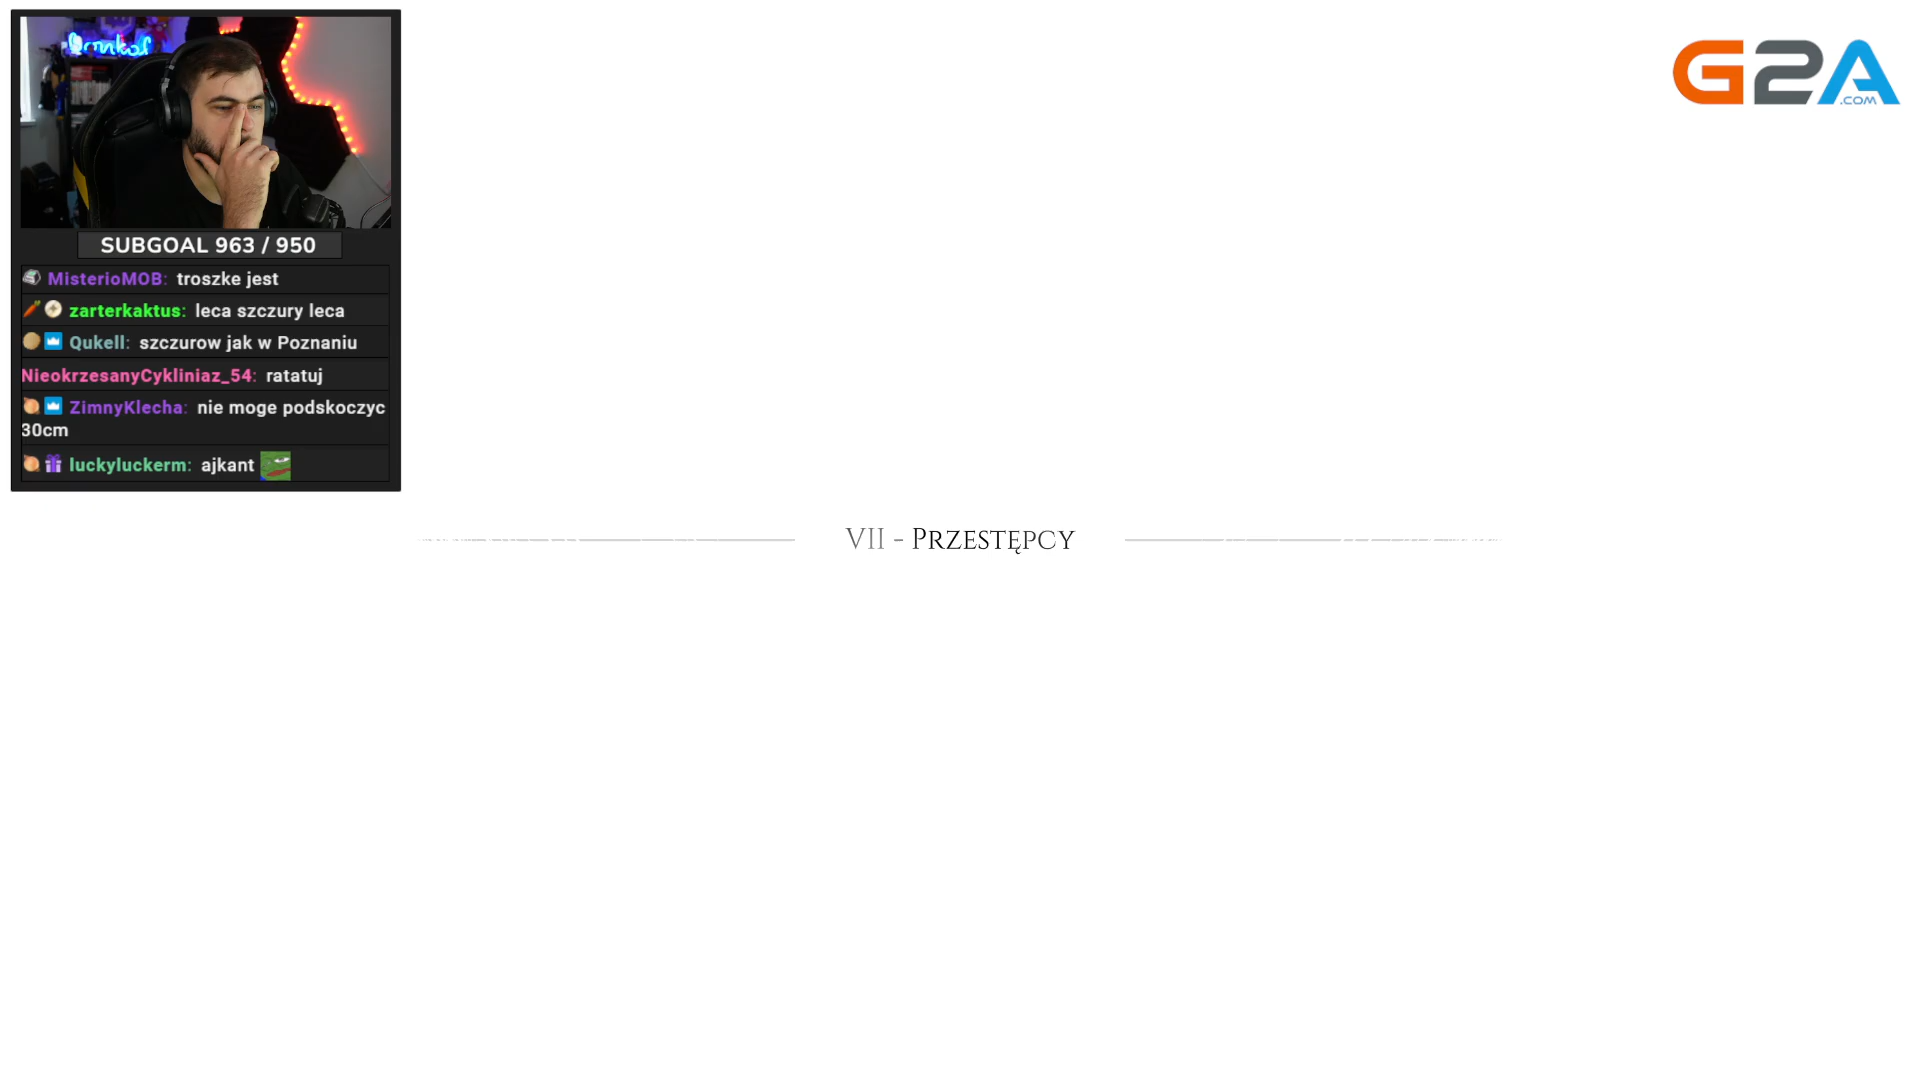 G2A
.COM
SUBGOAL 963 / 950
MisterioMOB: troszke jest
zarterkaktus: leca szczury leca
Qukell: szczurow jak w Poznaniu
NieokrzesanyCykliniaz_54: ratatuj
ZimnyKlecha: nie moge podskoczyc
30cm
luckyluckerm: ajkant
VII - PRZESTĘPCY